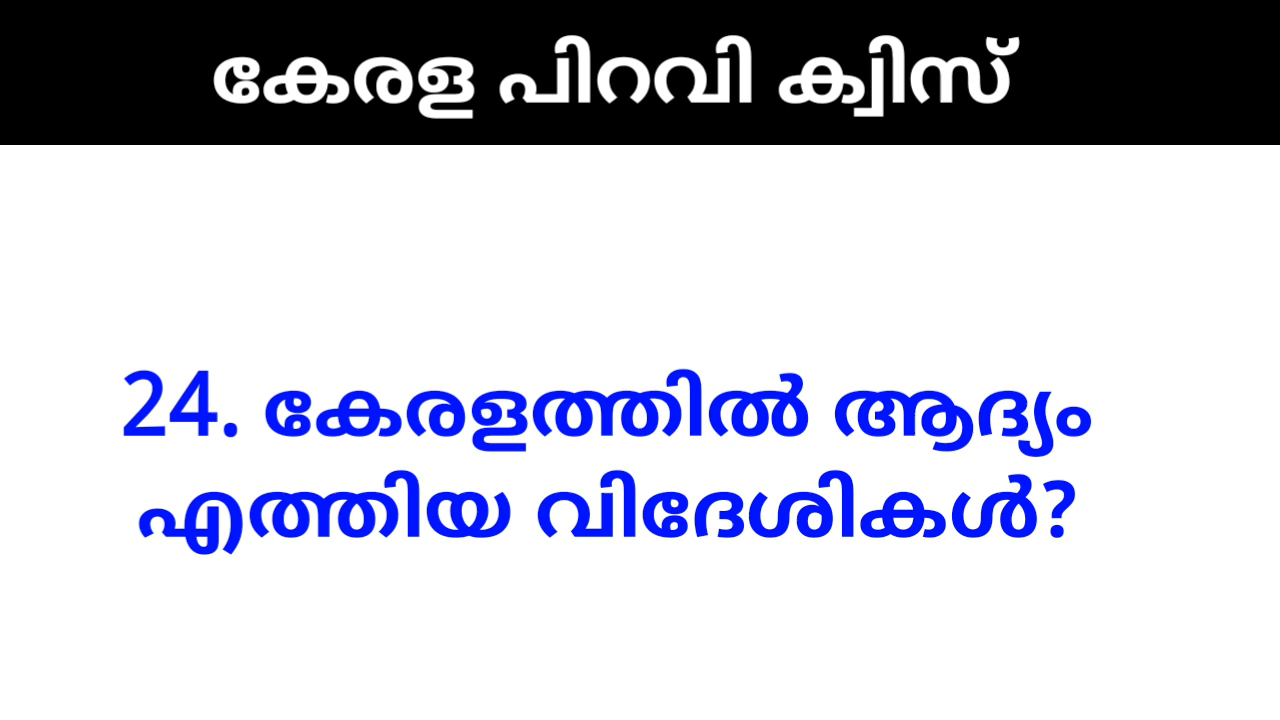 കേരള പിറവി ക്വിസ്
24. കേരളത്തിൽ ആദ്യം
എത്തിയ വിദേശികൾ?